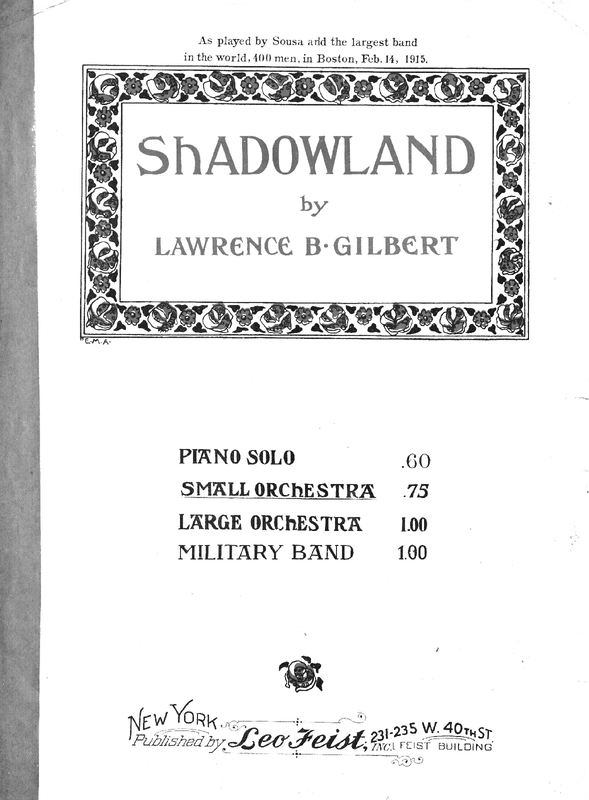 As played by Sousa and the largest band
in the world, 400 men, in Boston, Feb. 14, 1915.
ShADOWLAND
by
LAWRENCE B. GILBERT
E.M.A.
PIANO SOLO .60
SMALL ORChESTRA .75
LARGE ORChESTRA 1.00
MILITARY BAND 1.00
NEW YORK
Published by Leo Feist, INC. 231-235 W. 40TH ST.
FEIST BUILDING